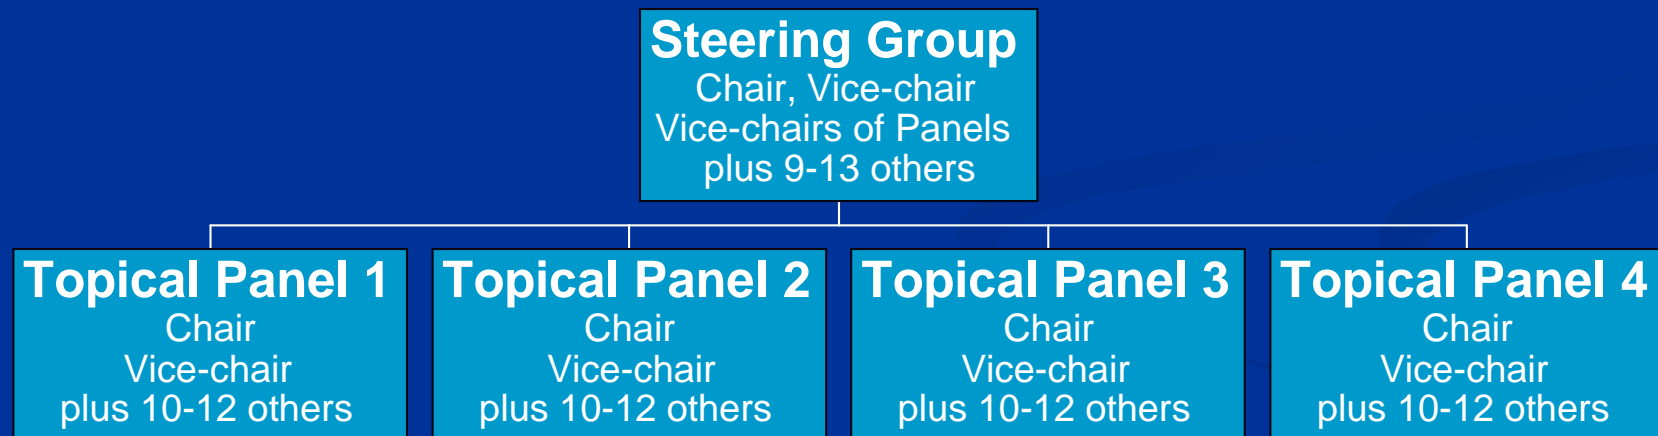 Steering Group
Chair, Vice-chair
Vice-chairs of Panels
plus 9-13 others
Topical Panel 1
Chair
Vice-chair
plus 10-12 others
Topical Panel 2
Chair
Vice-chair
plus 10-12 others
Topical Panel 3
Chair
Vice-chair
plus 10-12 others
Topical Panel 4
Chair
Vice-chair
plus 10-12 others